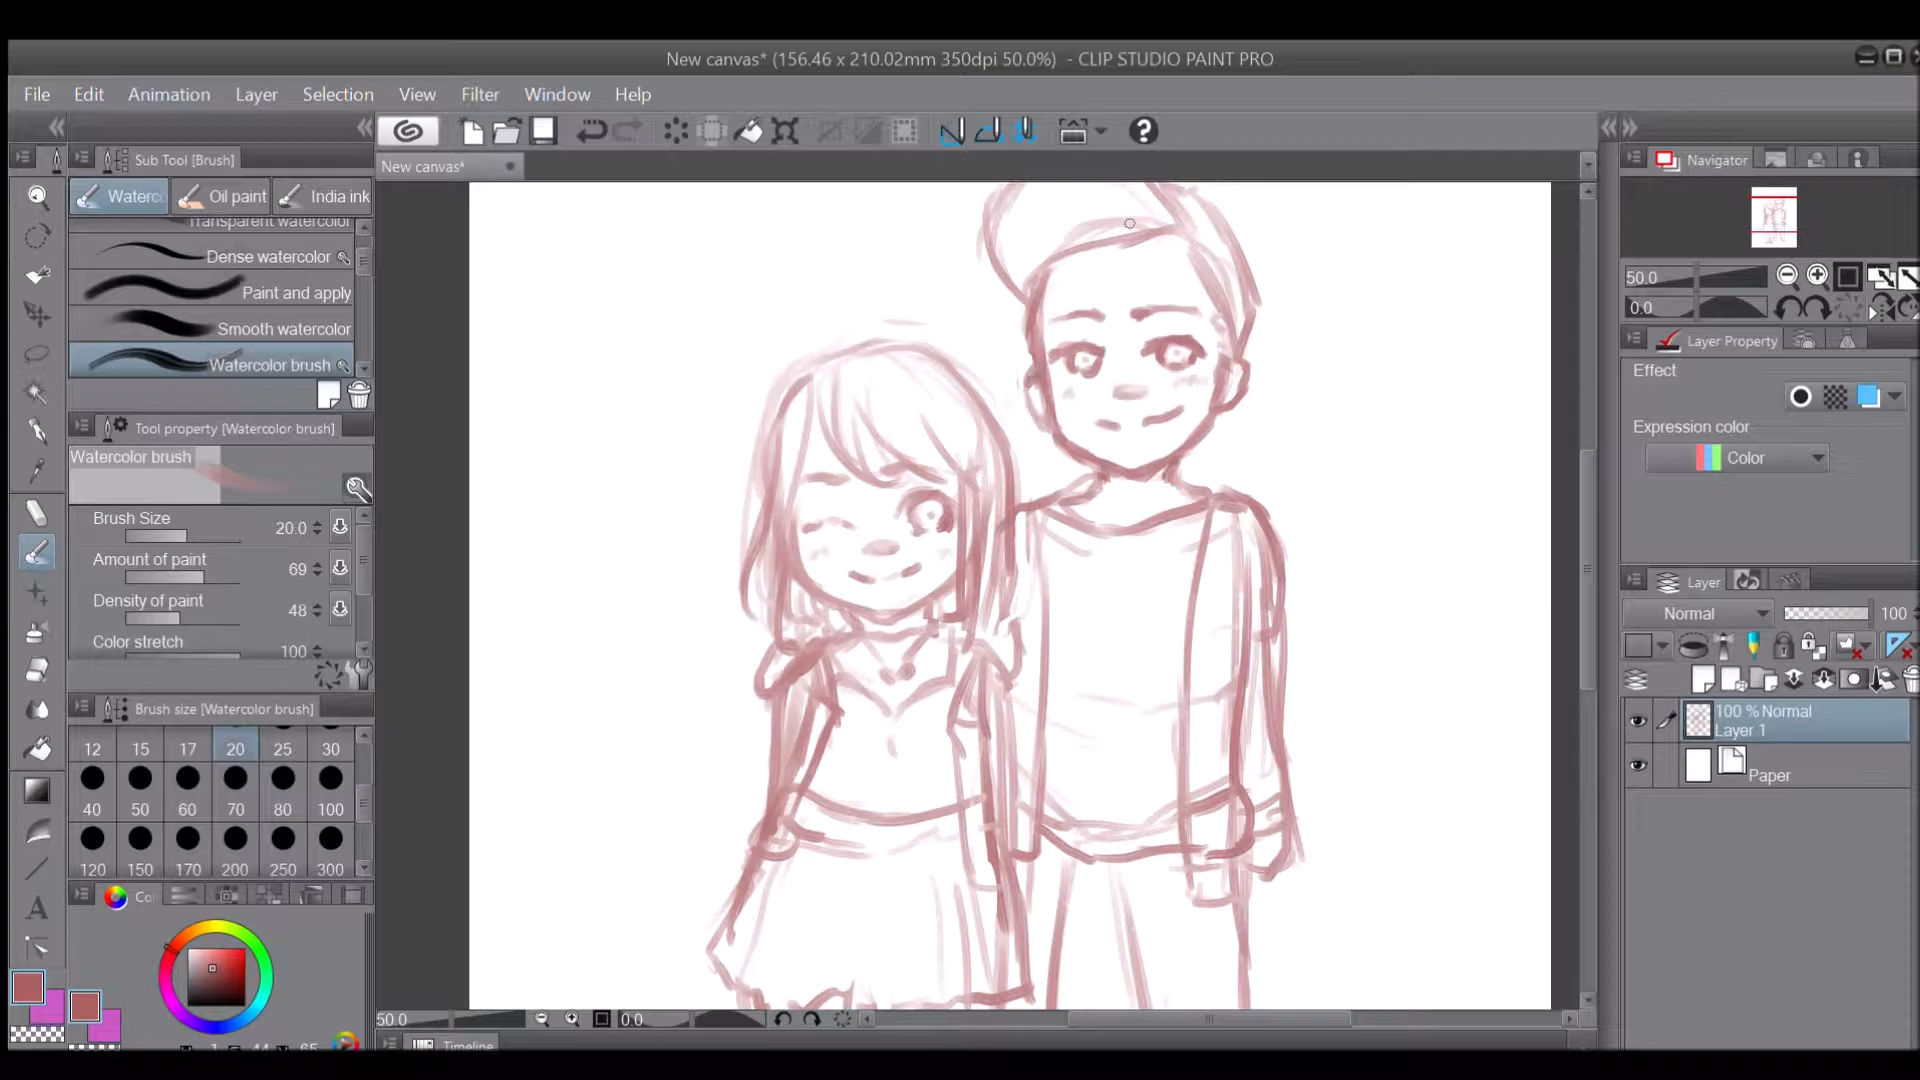 New canvas* (156.46 x 210.02mm 350dpi 50.0%) - CLIP STUDIO PAINT PRO
File Edit Animation Layer Selection View Filter Window Help
Sub Tool [Brush]
New canvas*
Navigator
Waterco Oil paint India ink
Transparent watercolor
Dense watercolor
Paint and apply
Smooth watercolor
Watercolor brush
50.0
0.0
Layer Property
Effect
Expression color
Color
Tool property [Watercolor brush]
Watercolor brush
Brush Size 20.0
Amount of paint 69
Density of paint 48
Color stretch 100
Layer
Normal 100
100 % Normal
Layer 1
Paper
Brush size [Watercolor brush]
12 15 17 20 25 30
40 50 60 70 80 100
120 150 170 200 250 300
Co
A
50.0 0.0
Timeline
1 44 65